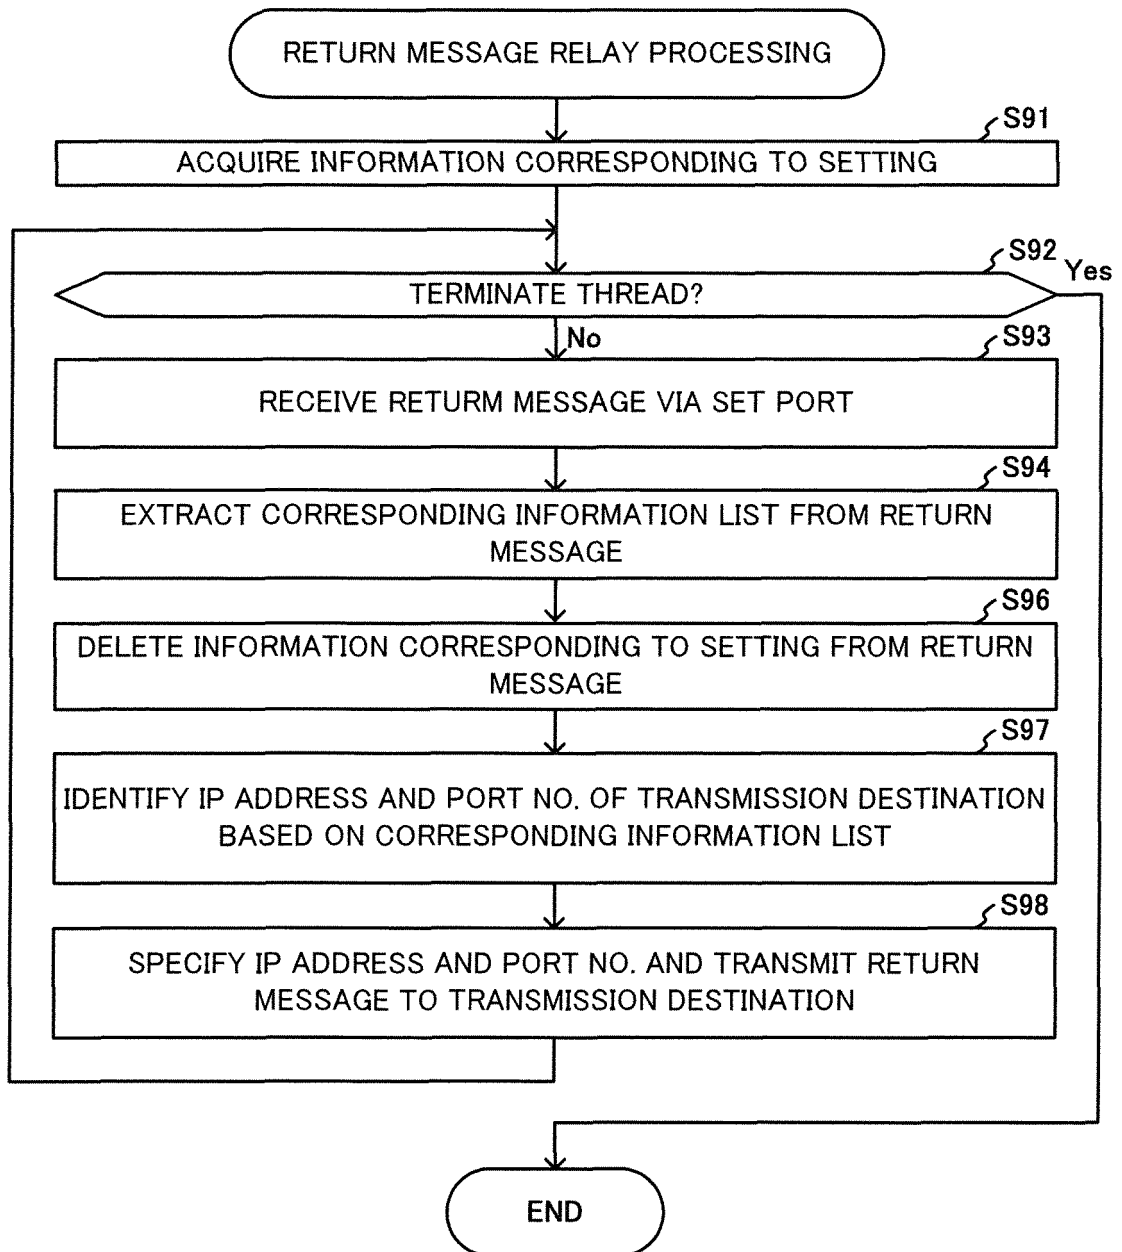 RETURN MESSAGE RELAY PROCESSING
S91
ACQUIRE INFORMATION CORRESPONDING TO SETTING
S92
Yes
TERMINATE THREAD?
No
S93
RECEIVE RETURM MESSAGE VIA SET PORT
S94
EXTRACT CORRESPONDING INFORMATION LIST FROM RETURN
MESSAGE
S96
DELETE INFORMATION CORRESPONDING TO SETTING FROM RETURN
MESSAGE
S97
IDENTIFY IP ADDRESS AND PORT NO. OF TRANSMISSION DESTINATION
BASED ON CORRESPONDING INFORMATION LIST
S98
SPECIFY IP ADDRESS AND PORT NO. AND TRANSMIT RETURN
MESSAGE TO TRANSMISSION DESTINATION
END